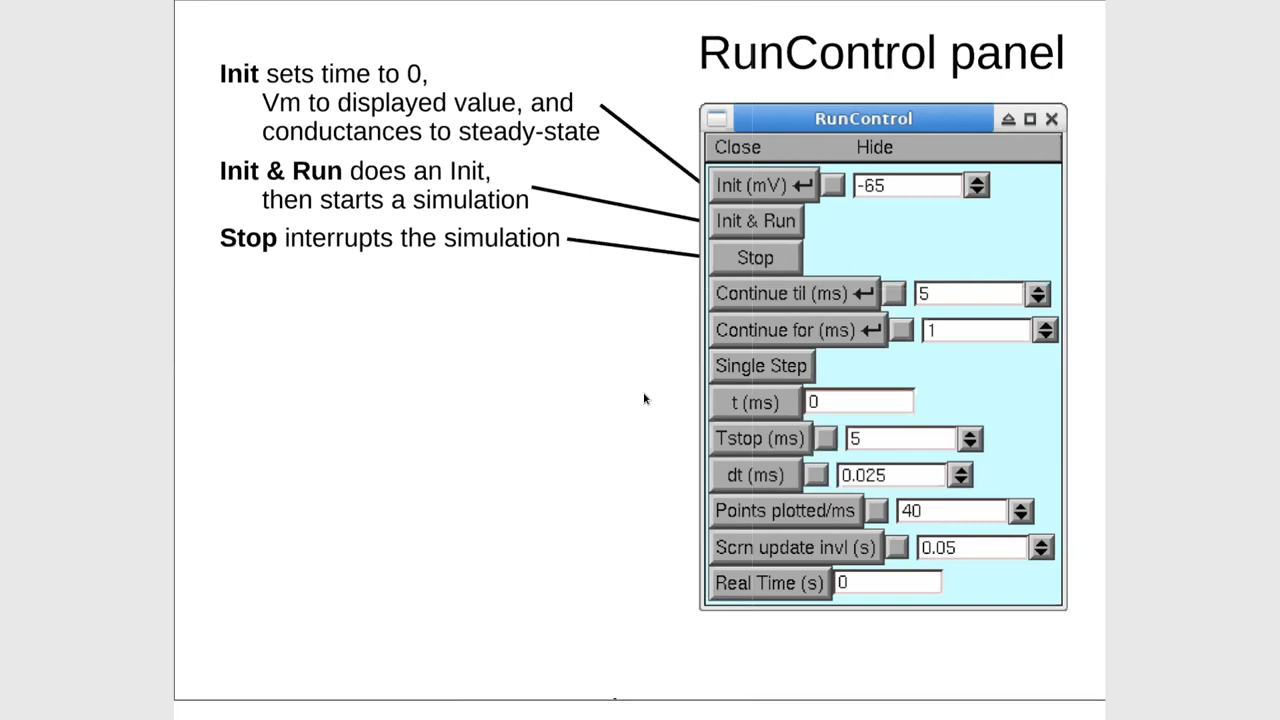 RunControl panel
Init sets time to 0,
Vm to displayed value, and
conductances to steady-state
Init & Run does an Init,
then starts a simulation
Stop interrupts the simulation
RunControl
Close Hide
Init (mV) -65
Init & Run
Stop
Continue til (ms) 5
Continue for (ms) 1
Single Step
t (ms) 0
Tstop (ms) 5
dt (ms) 0.025
Points plotted/ms 40
Scrn update invl (s) 0.05
Real Time (s) 0